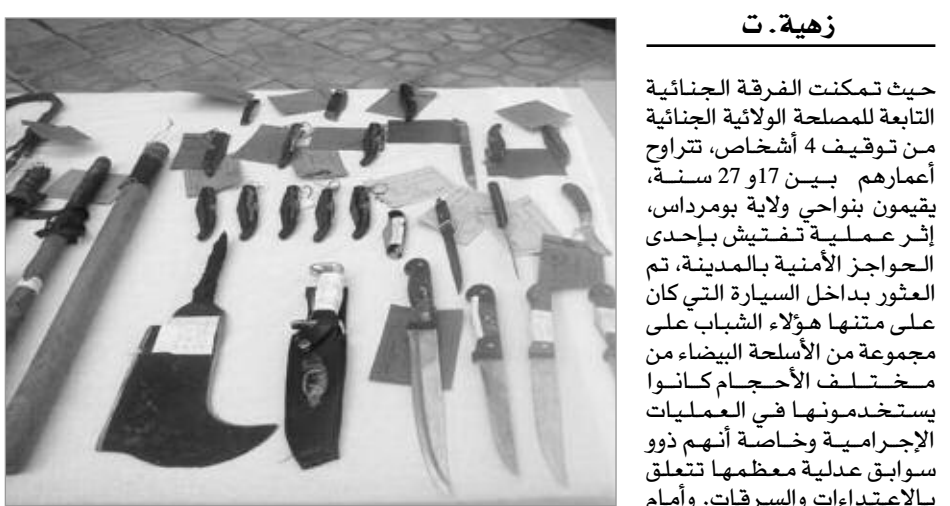 زهية. ت
حيث تمكنت الفرقة الجنائية
التابعة للمصلحة الولائية الجنائية
من توقيف 4 أشخاص، تتراوح
أعمارهم بين 17و 27 سنة،
يقيمون بنواحي ولاية بومرداس،
إثر عملية تفتيش بإحدى
الحواجز الأمنية بالمدينة، تم
العثور بداخل السيارة التي كان
على متنها هؤلاء الشباب على
مجموعة من الأسلحة البيضاء من
مختلف الأحجام كانوا
يستخدمونها في العمليات
الإجرامية وخاصة أنهم ذوو
سوابق عدلية معظمها تتعلق
بالاعتداءات والسرقات. وأمام